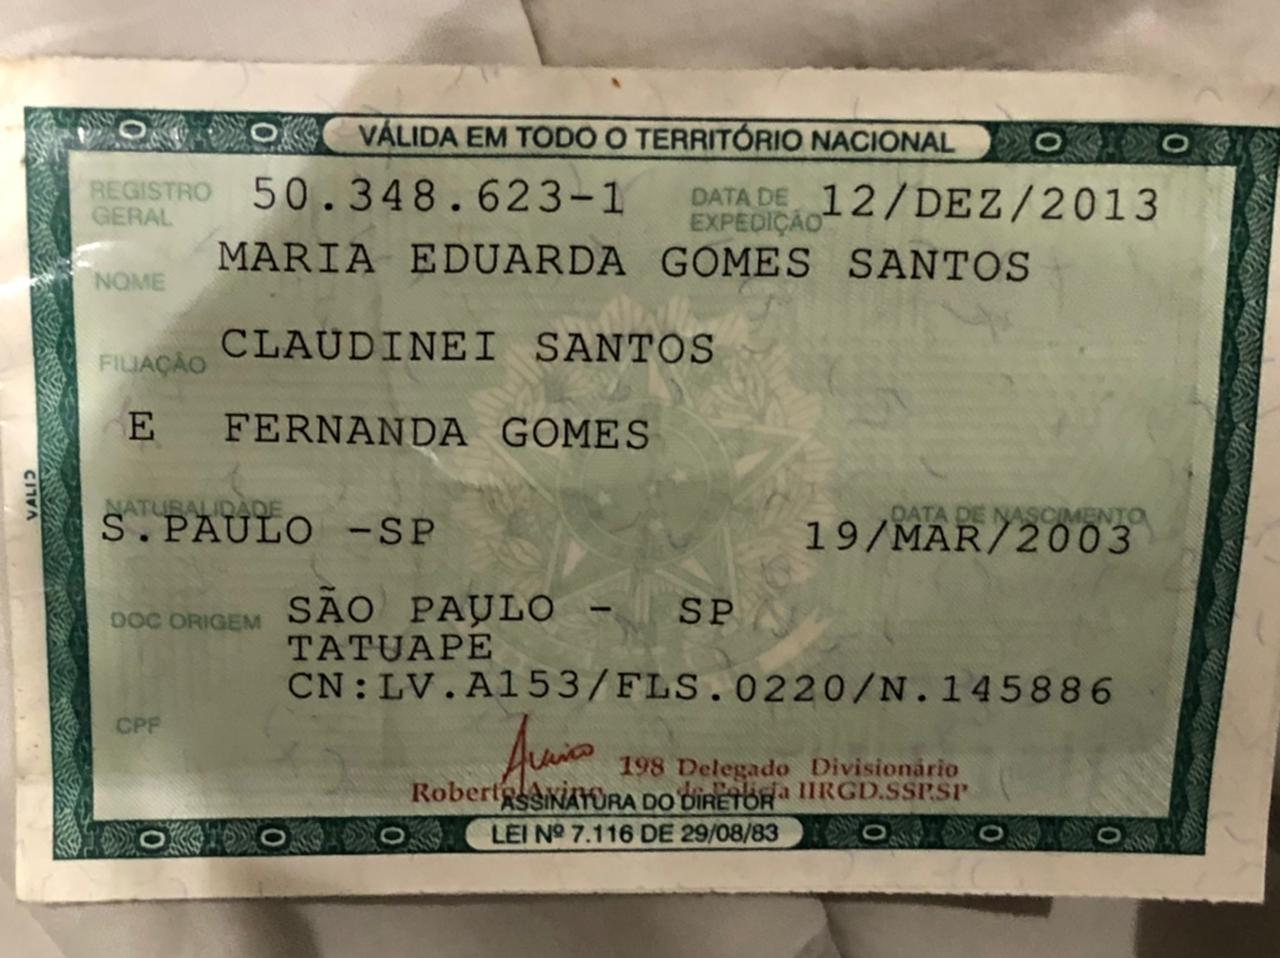 VÁLIDA EM TODO O TERRITÓRIO NACIONAL
REGISTRO GERAL 50.348.623-1 DATA DE EXPEDIÇÃO 12/DEZ/2013
NOME MARIA EDUARDA GOMES SANTOS
FILIAÇÃO CLAUDINEI SANTOS
E FERNANDA GOMES
NATURALIDADE DATA DE NASCIMENTO
S.PAULO -SP 19/MAR/2003
DOC ORIGEM SÃO PAULO - SP
TATUAPE
CN:LV.A153/FLS.0220/N.145886
CPF
198 Delegado Divisionário
Roberto Avino de Polícia IIRGD.SSP.SP
ASSINATURA DO DIRETOR
LEI Nº 7.116 DE 29/08/83